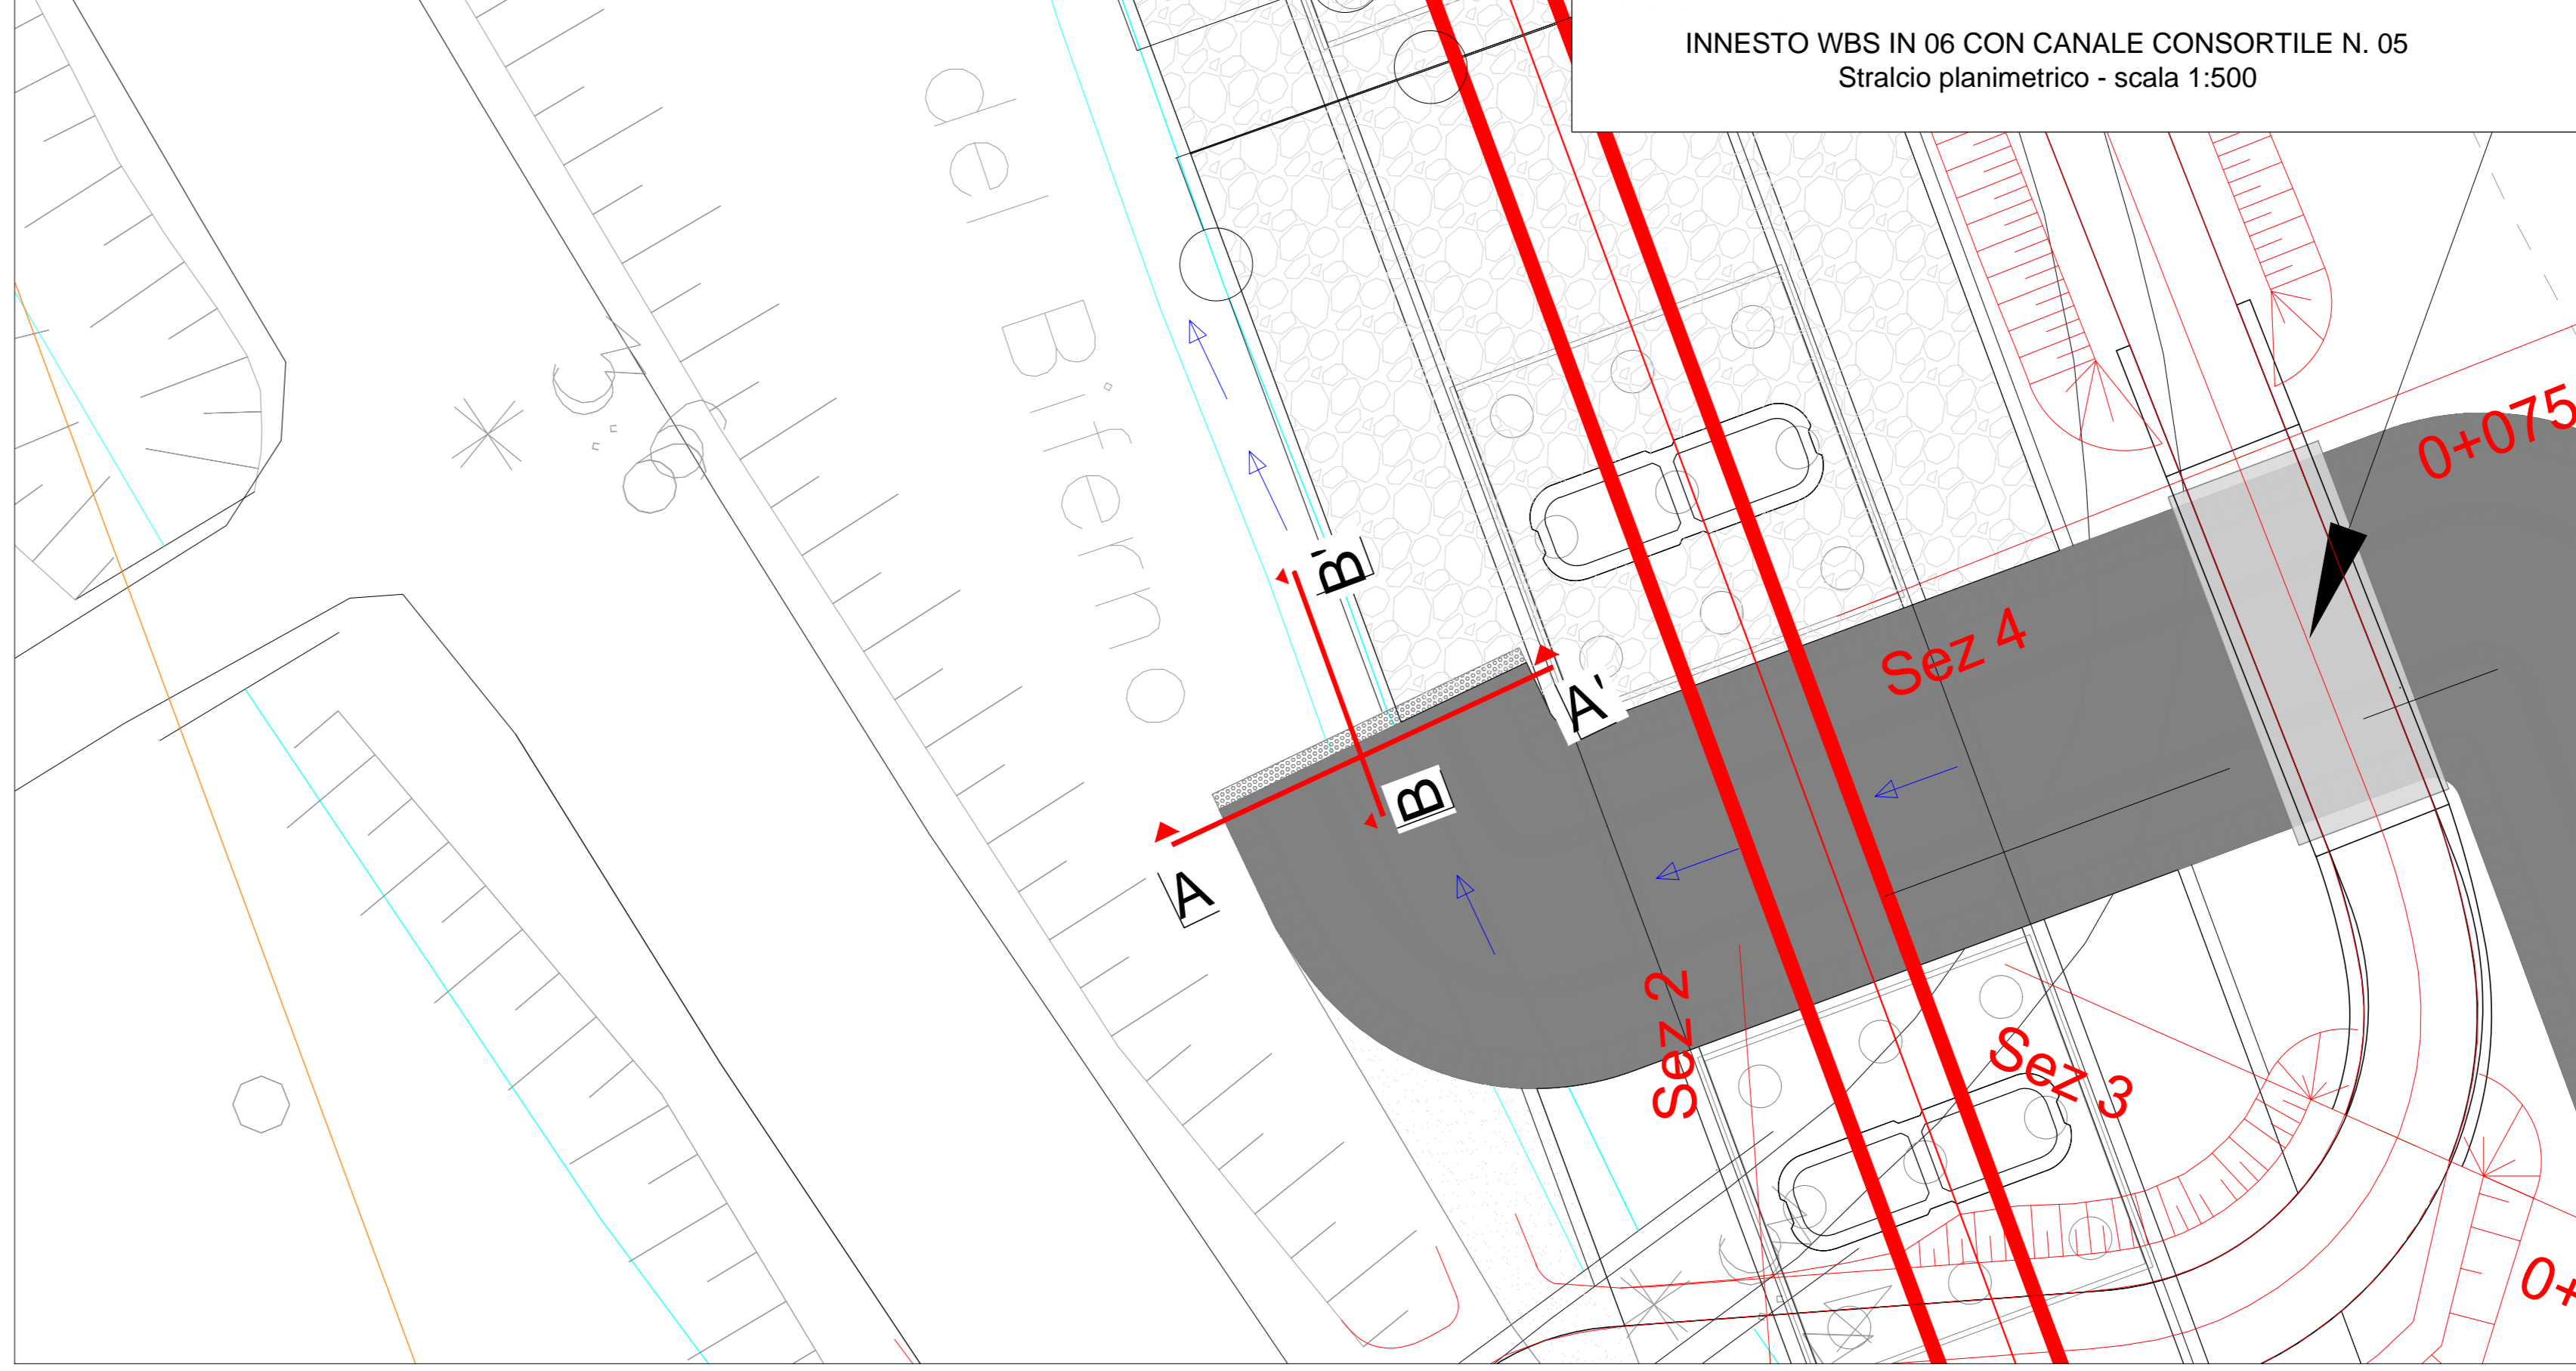 INNESTO WBS IN 06 CON CANALE CONSORTILE N. 05
Stralcio planimetrico - scala 1:500
del Biferno
0+075
B'
A'
Sez 4
B
A
Sez 2
Sez 3